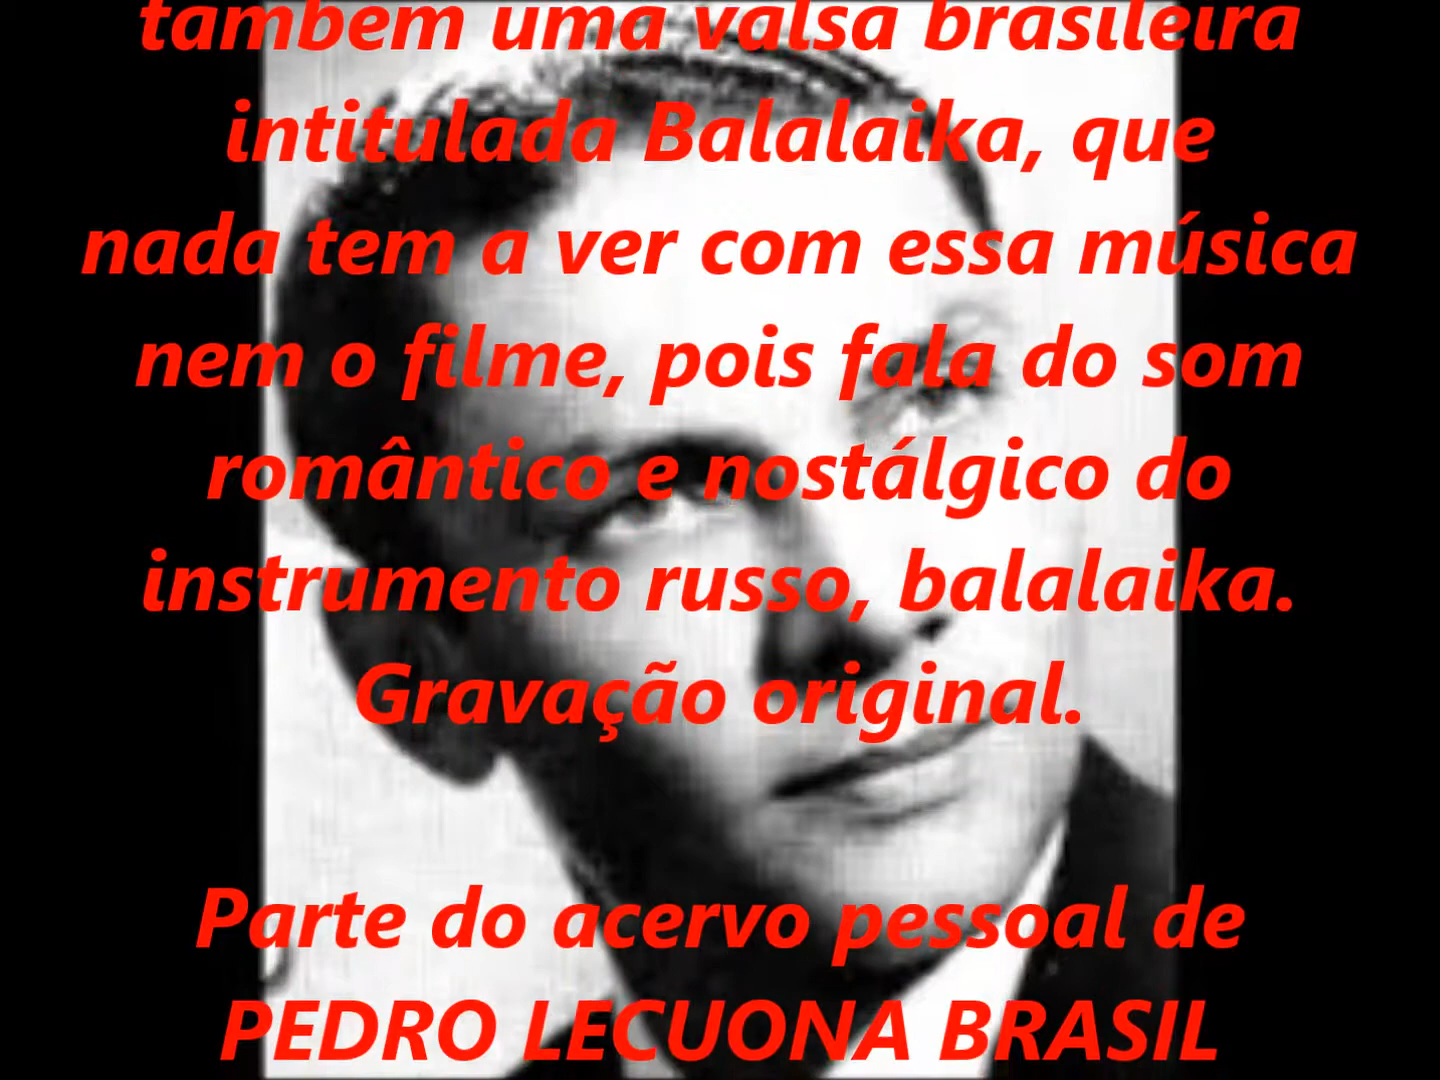 também uma valsa brasileira
intitulada Balalaika, que
nada tem a ver com essa música
nem o filme, pois fala do som
romântico e nostálgico do
instrumento russo, balalaika.
Gravação original.
Parte do acervo pessoal de
PEDRO LECUONA BRASIL